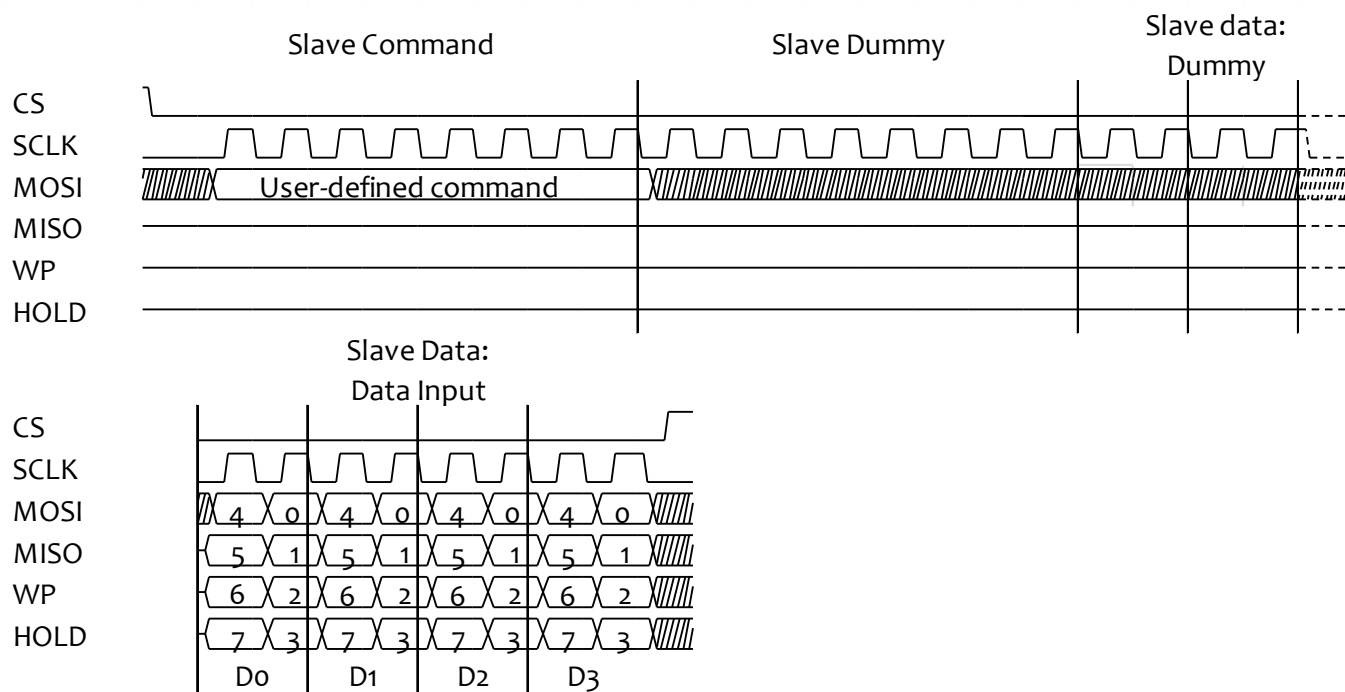 Slave Command
Slave Dummy
Slave data:
Dummy
CS
SCLK
MOSI User-defined command
MISO
WP
HOLD
Slave Data:
Data Input
CS
SCLK
MOSI 4 0 4 0 4 0 4 0
MISO 5 1 5 1 5 1 5 1
WP 6 2 6 2 6 2 6 2
HOLD 7 3 7 3 7 3 7 3
D0 D1 D2 D3